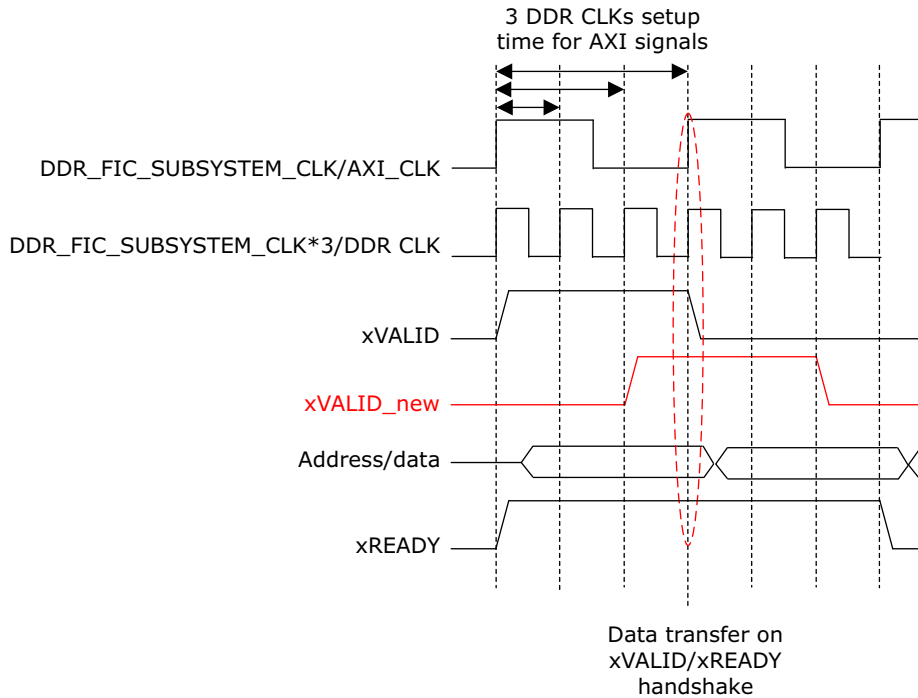 3 DDR CLKs setup
time for AXI signals
DDR_FIC_SUBSYSTEM_CLK/AXI_CLK
DDR_FIC_SUBSYSTEM_CLK*3/DDR CLK
xVALID
xVALID_new
Address/data
xREADY
Data transfer on
xVALID/xREADY
handshake